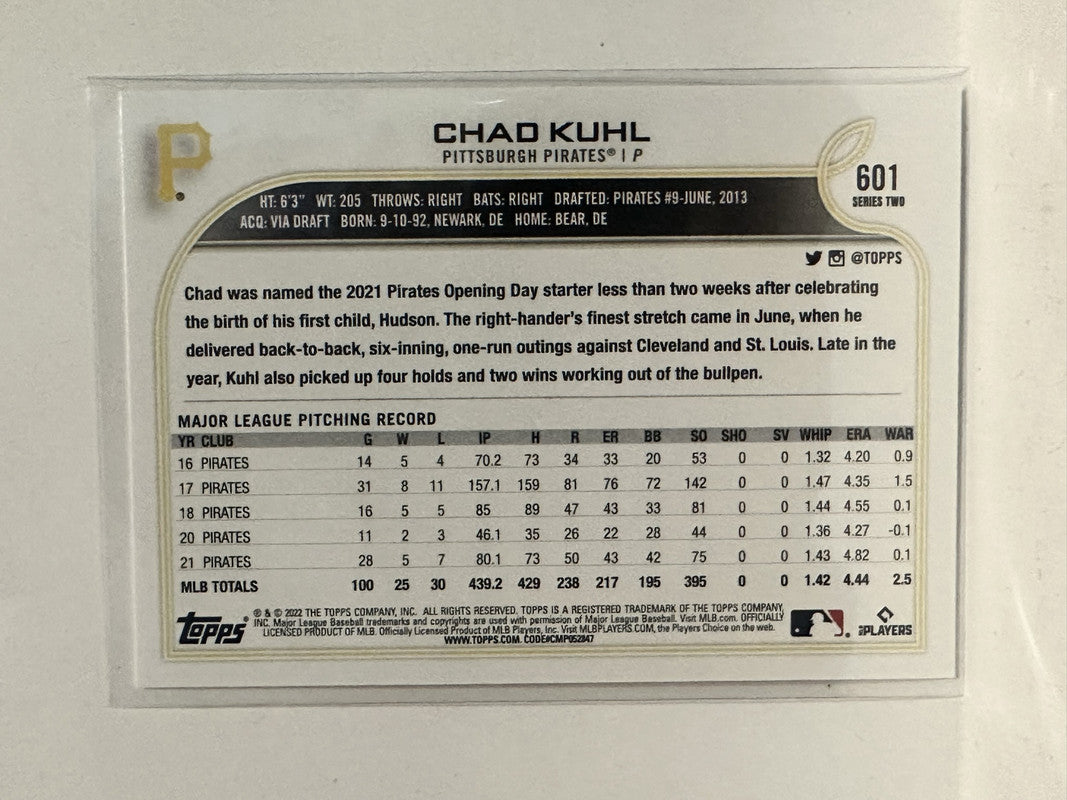 P
CHAD KUHL
PITTSBURGH PIRATES® | P
601
SERIES TWO
HT: 6'3" WT: 205 THROWS: RIGHT BATS: RIGHT DRAFTED: PIRATES #9-JUNE, 2013
ACQ: VIA DRAFT BORN: 9-10-92, NEWARK, DE HOME: BEAR, DE
@TOPPS
Chad was named the 2021 Pirates Opening Day starter less than two weeks after celebrating
the birth of his first child, Hudson. The right-hander's finest stretch came in June, when he
delivered back-to-back, six-inning, one-run outings against Cleveland and St. Louis. Late in the
year, Kuhl also picked up four holds and two wins working out of the bullpen.
MAJOR LEAGUE PITCHING RECORD
YR CLUB G W L IP H R ER BB SO SHO SV WHIP ERA WAR
16 PIRATES 14 5 4 70.2 73 34 33 20 53 0 0 1.32 4.20 0.9
17 PIRATES 31 8 11 157.1 159 81 76 72 142 0 0 1.47 4.35 1.5
18 PIRATES 16 5 5 85 89 47 43 33 81 0 0 1.44 4.55 0.1
20 PIRATES 11 2 3 46.1 35 26 22 28 44 0 0 1.36 4.27 -0.1
21 PIRATES 28 5 7 80.1 73 50 43 42 75 0 0 1.43 4.82 0.1
MLB TOTALS 100 25 30 439.2 429 238 217 195 395 0 0 1.42 4.44 2.5
Topps
® & © 2022 THE TOPPS COMPANY, INC. ALL RIGHTS RESERVED. TOPPS IS A REGISTERED TRADEMARK OF THE TOPPS COMPANY,
INC. Major League Baseball trademarks and copyrights are used with permission of Major League Baseball. Visit MLB.com. OFFICIALLY
LICENSED PRODUCT OF MLB. Officially Licensed Product of MLB Players, Inc. Visit MLBPLAYERS.COM, the Players Choice on the web.
WWW.TOPPS.COM. CODE#CMP052847
MLB PLAYERS